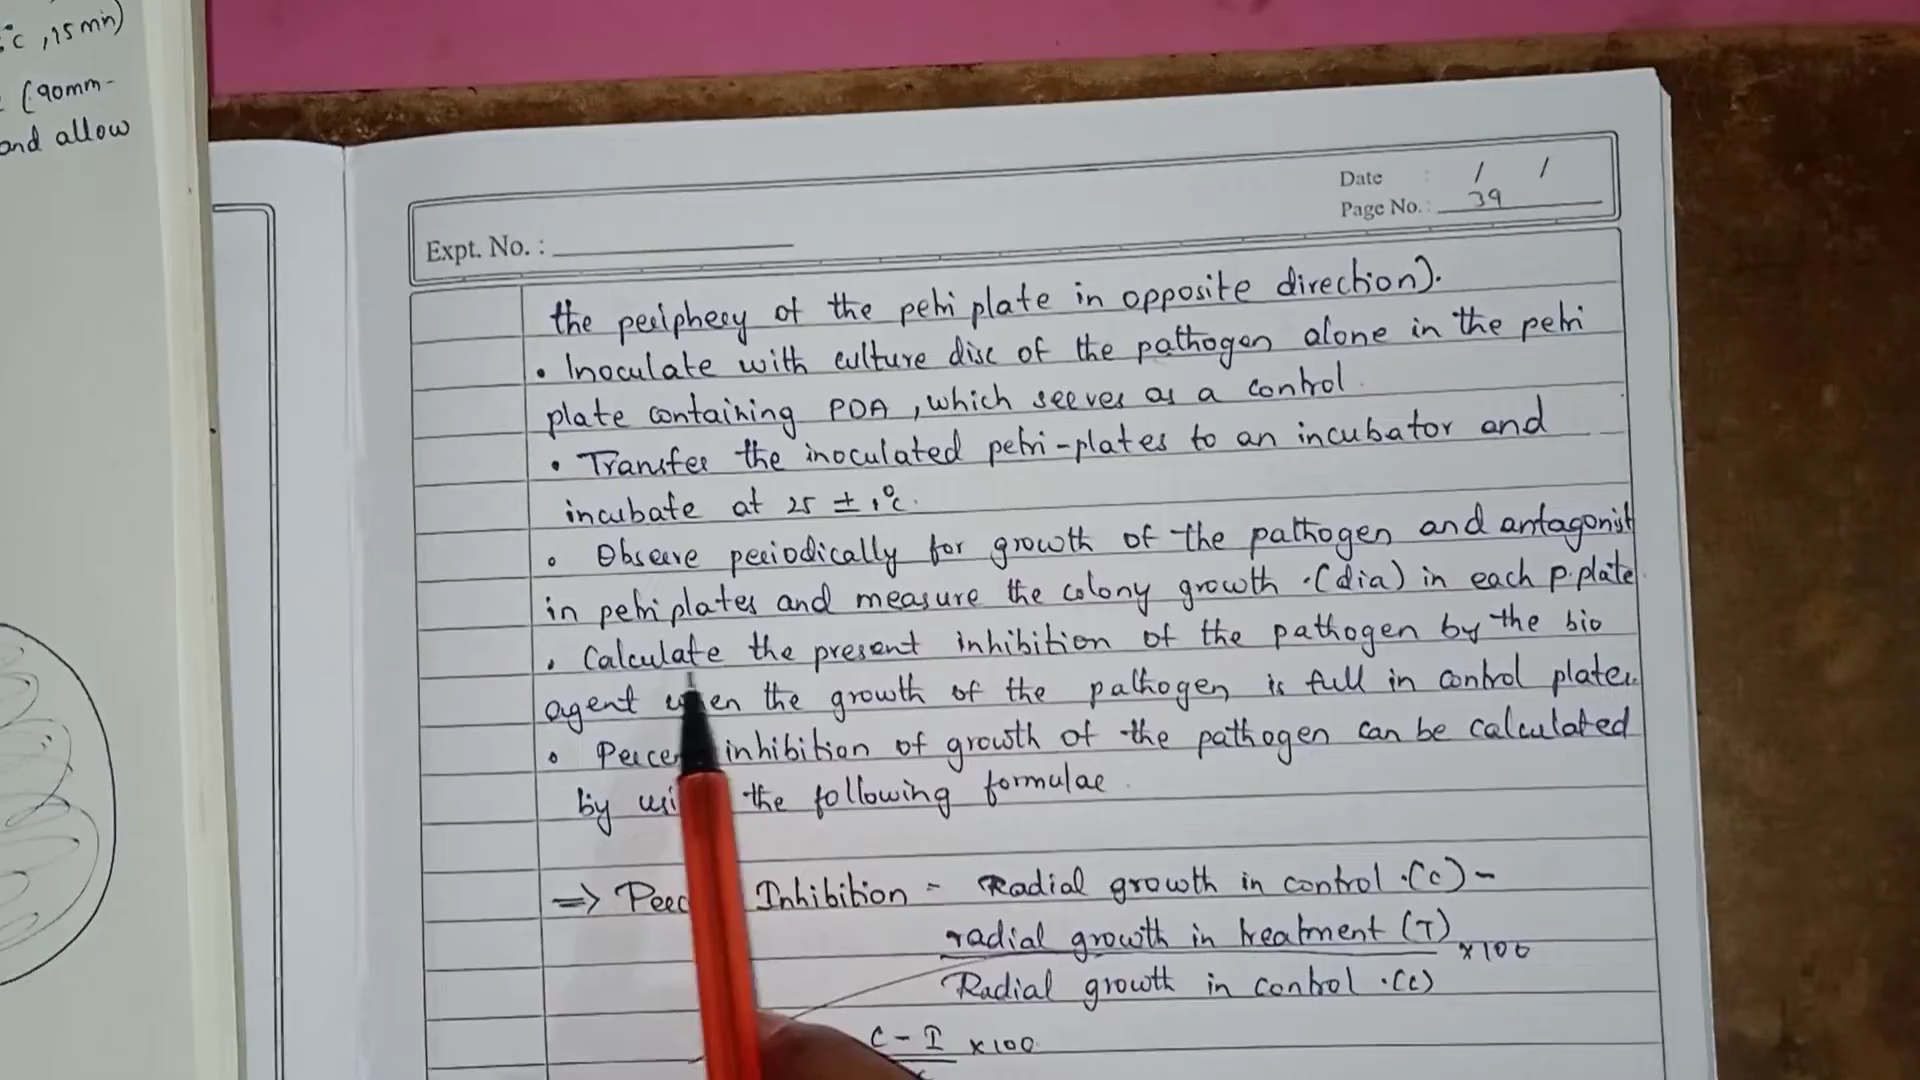 °c, 15 min)
(90mm-
and allow
Date : / /
Page No. : 39
Expt. No. :
the periphery of the petri plate in opposite direction).
• Inoculate with culture disc of the pathogen alone in the petri
plate containing PDA, which serves as a control.
• Transfer the inoculated petri-plates to an incubator and
incubate at 25 ± 1°c.
• Observe periodically for growth of the pathogen and antagonist
in petriplates and measure the colony growth .(dia) in each p.plate.
• Calculate the present inhibition of the pathogen by the bio
agent when the growth of the pathogen is full in control plates.
• Percent inhibition of growth of the pathogen can be calculated
by the following formulae.
=> Inhibition = Radial growth in control .(c) -
radial growth in treatment (T)
x100
Radial growth in control .(c)
C - I x100